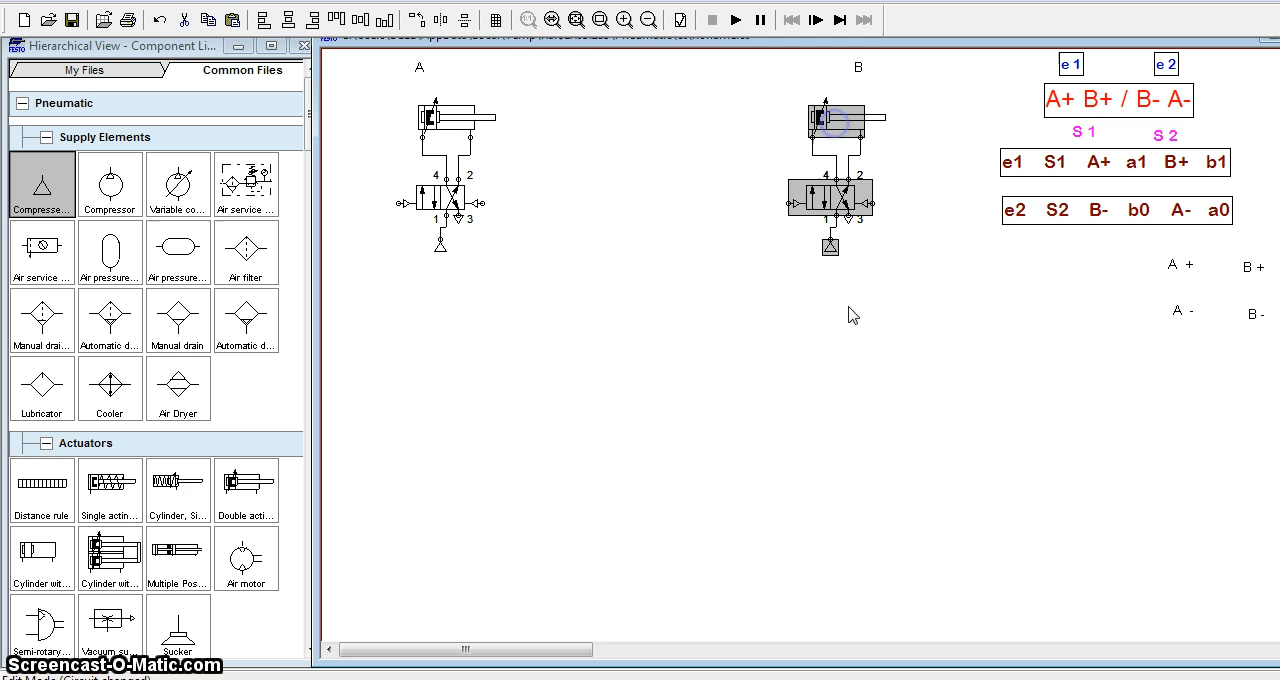 Hierarchical View - Component Li...
My Files
Common Files
Pneumatic
Supply Elements
Compresse...
Compressor
Variable co...
Air service ...
Air service ...
Air pressure...
Air pressure...
Air filter
Manual drai...
Automatic d...
Manual drain
Automatic d...
Lubricator
Cooler
Air Dryer
Actuators
Distance rule
Single actin...
Cylinder, Si...
Double acti...
Cylinder wit...
Cylinder wit...
Multiple Pos...
Air motor
Semi-rotary...
Vacuum su...
Sucker
A
4 2
1 3
B
4 2
1 3
e 1
e 2
A+ B+ / B- A-
S 1
S 2
e1 S1 A+ a1 B+ b1
e2 S2 B- b0 A- a0
A +
B +
A -
B -
Screencast-O-Matic.com